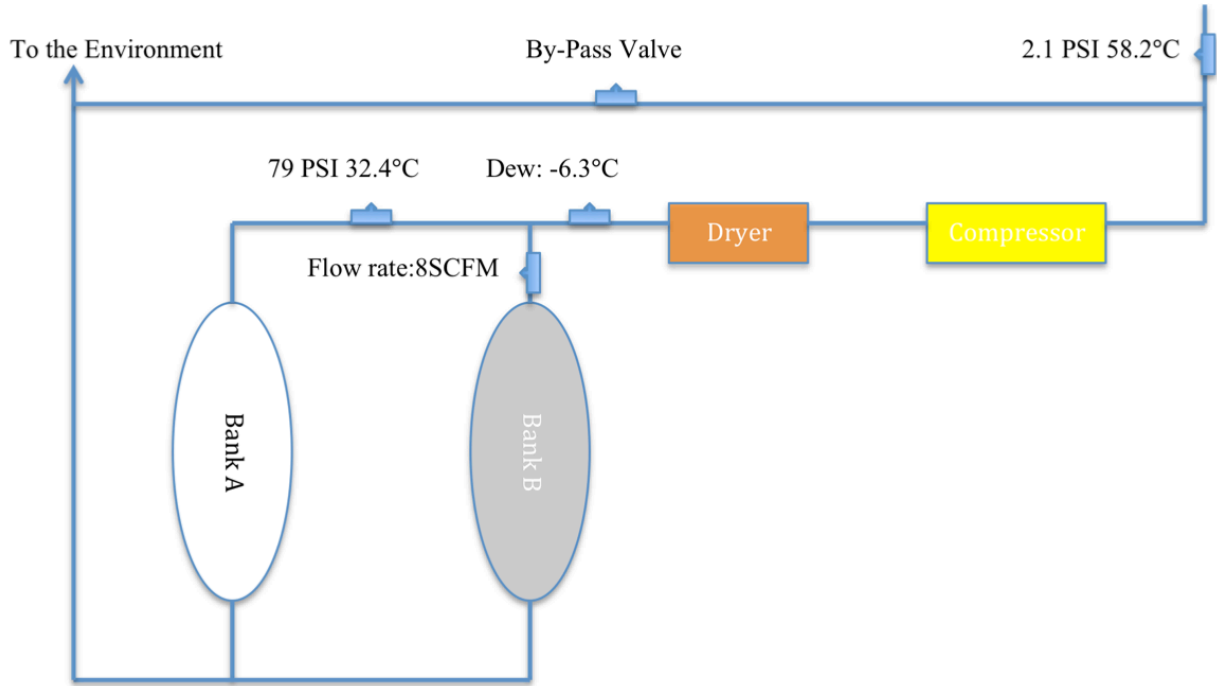 To the Environment
By-Pass Valve
2.1 PSI 58.2°C
79 PSI 32.4°C
Dew: -6.3°C
Dryer
Compressor
Flow rate:8SCFM
Bank A
Bank B